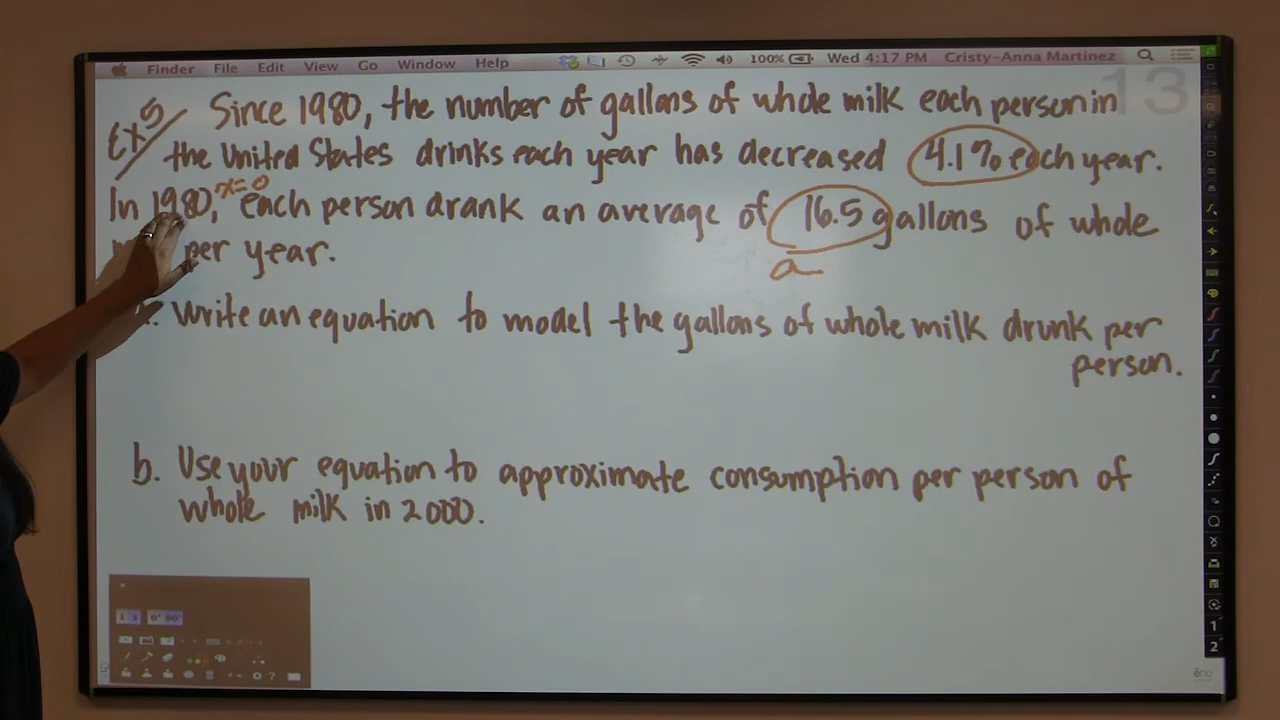 Finder File Edit View Go Window Help 100% Wed 4:17 PM Cristy-Anna Martinez
13
Ex 5 Since 1980, the number of gallons of whole milk each person in
the United States drinks each year has decreased 4.1% each year.
x=0
In 1980, each person drank an average of 16.5 gallons of whole
per year.
a
Write an equation to model the gallons of whole milk drunk per
person.
b. Use your equation to approximate consumption per person of
whole milk in 2000.
1
2
eno